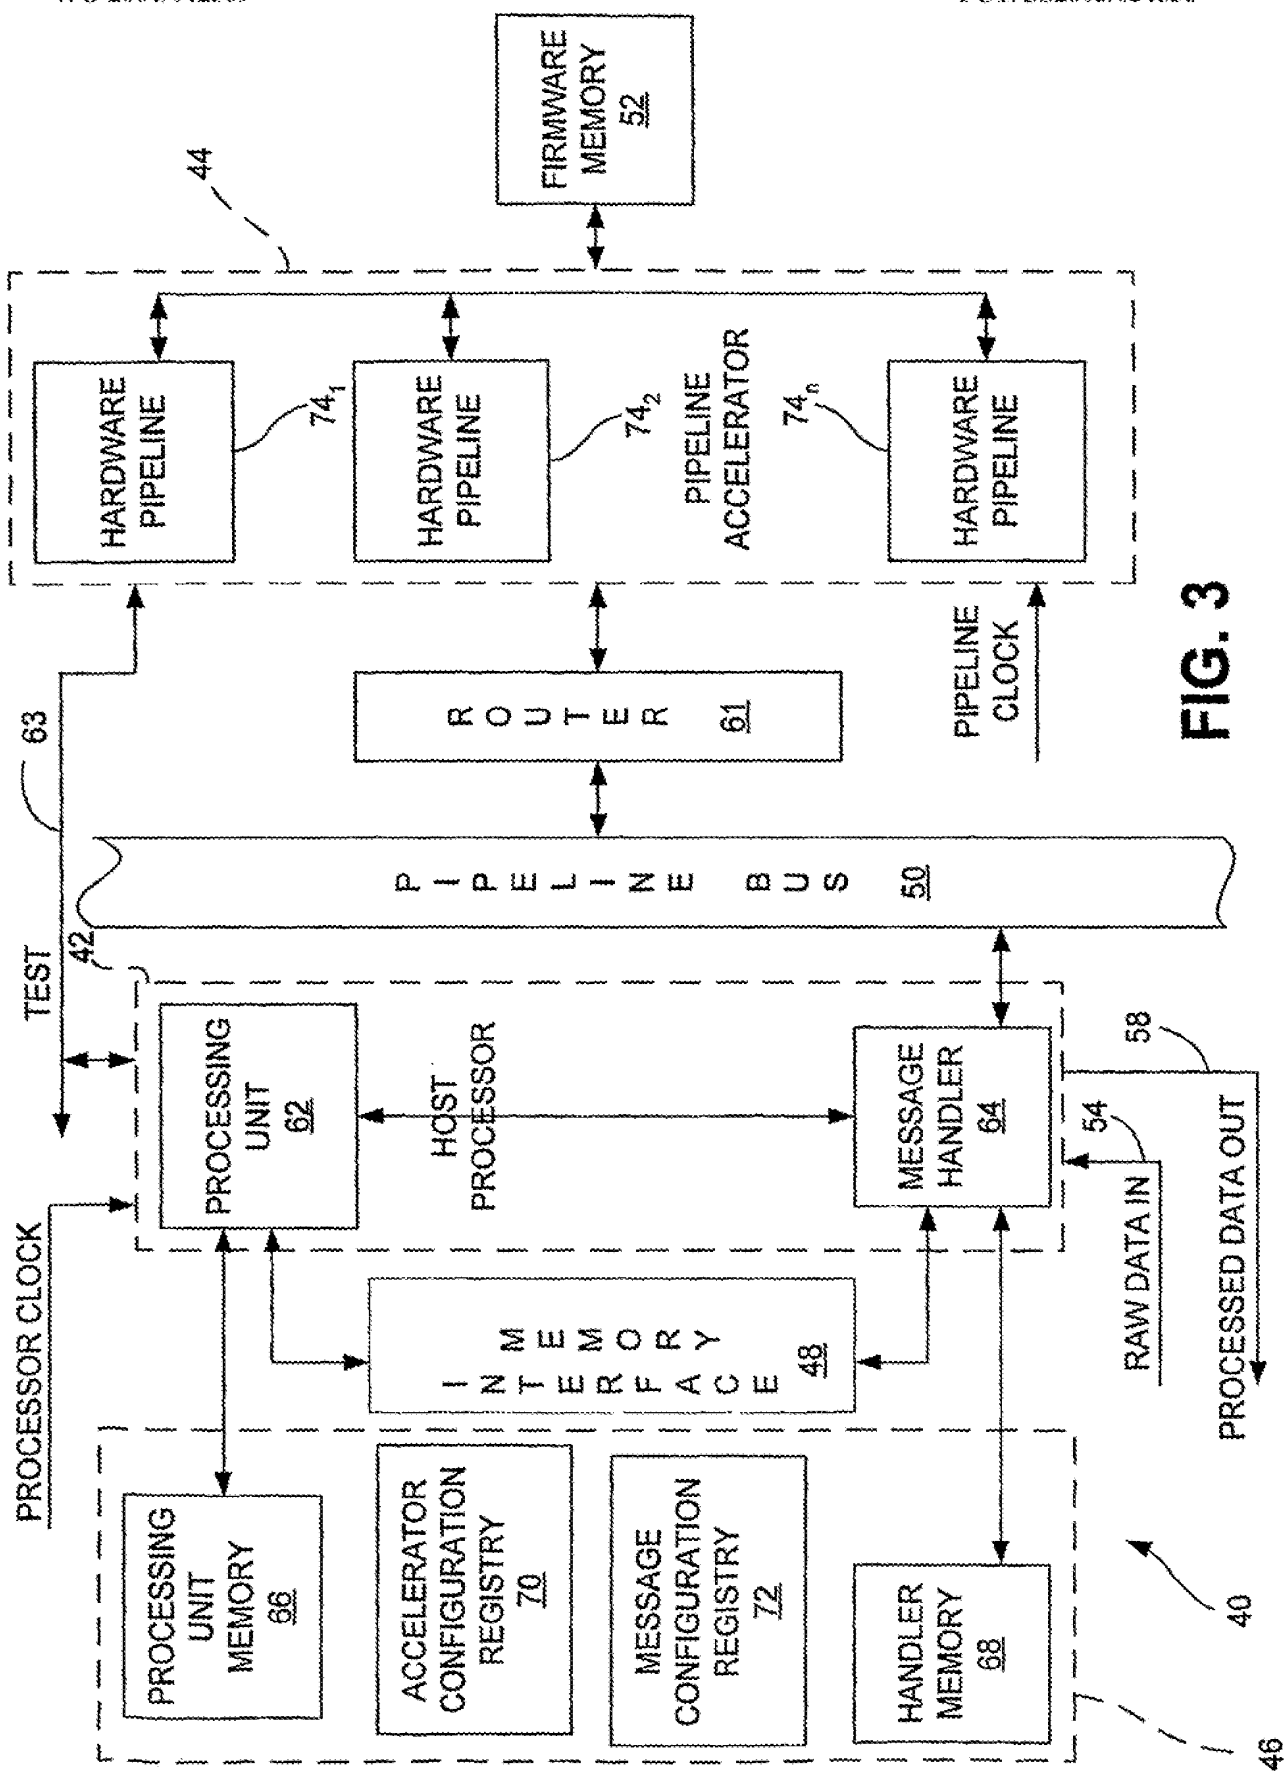 PROCESSOR CLOCK
TEST
63
42
44
PROCESSING
UNIT
MEMORY
66
ACCELERATOR
CONFIGURATION
REGISTRY
70
MESSAGE
CONFIGURATION
REGISTRY
72
HANDLER
MEMORY
68
46
40
MEMORY
INTERFACE
48
PROCESSING
UNIT
62
HOST
PROCESSOR
MESSAGE
HANDLER
64
RAW DATA IN
54
PROCESSED DATA OUT
58
PIPELINE BUS
50
ROUTER
61
PIPELINE
CLOCK
HARDWARE
PIPELINE
74₁
HARDWARE
PIPELINE
74₂
PIPELINE
ACCELERATOR
74ₙ
HARDWARE
PIPELINE
FIRMWARE
MEMORY
52
FIG. 3